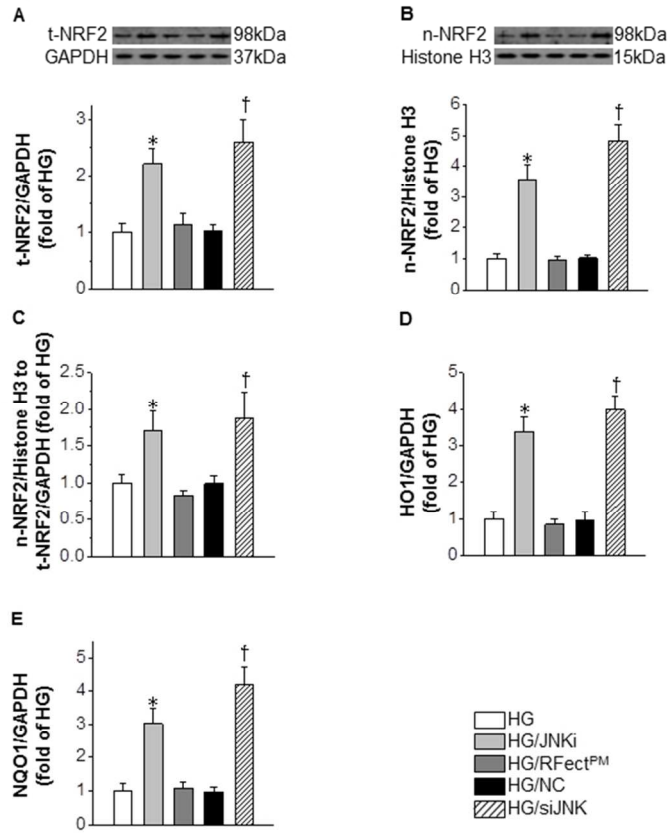 A
t-NRF2 98kDa
GAPDH 37kDa
t-NRF2/GAPDH
(fold of HG)
3
2
1
0
*
†
B
n-NRF2 98kDa
Histone H3 15kDa
n-NRF2/Histone H3
(fold of HG)
6
5
4
3
2
1
0
*
†
C
n-NRF2/Histone H3 to
t-NRF2/GAPDH (fold of HG)
2.5
2.0
1.5
1.0
0.5
0.0
*
†
D
HO1/GAPDH
(fold of HG)
5
4
3
2
1
0
*
†
E
NQO1/GAPDH
(fold of HG)
5
4
3
2
1
0
*
†
HG
HG/JNKi
HG/RFectPM
HG/NC
HG/siJNK